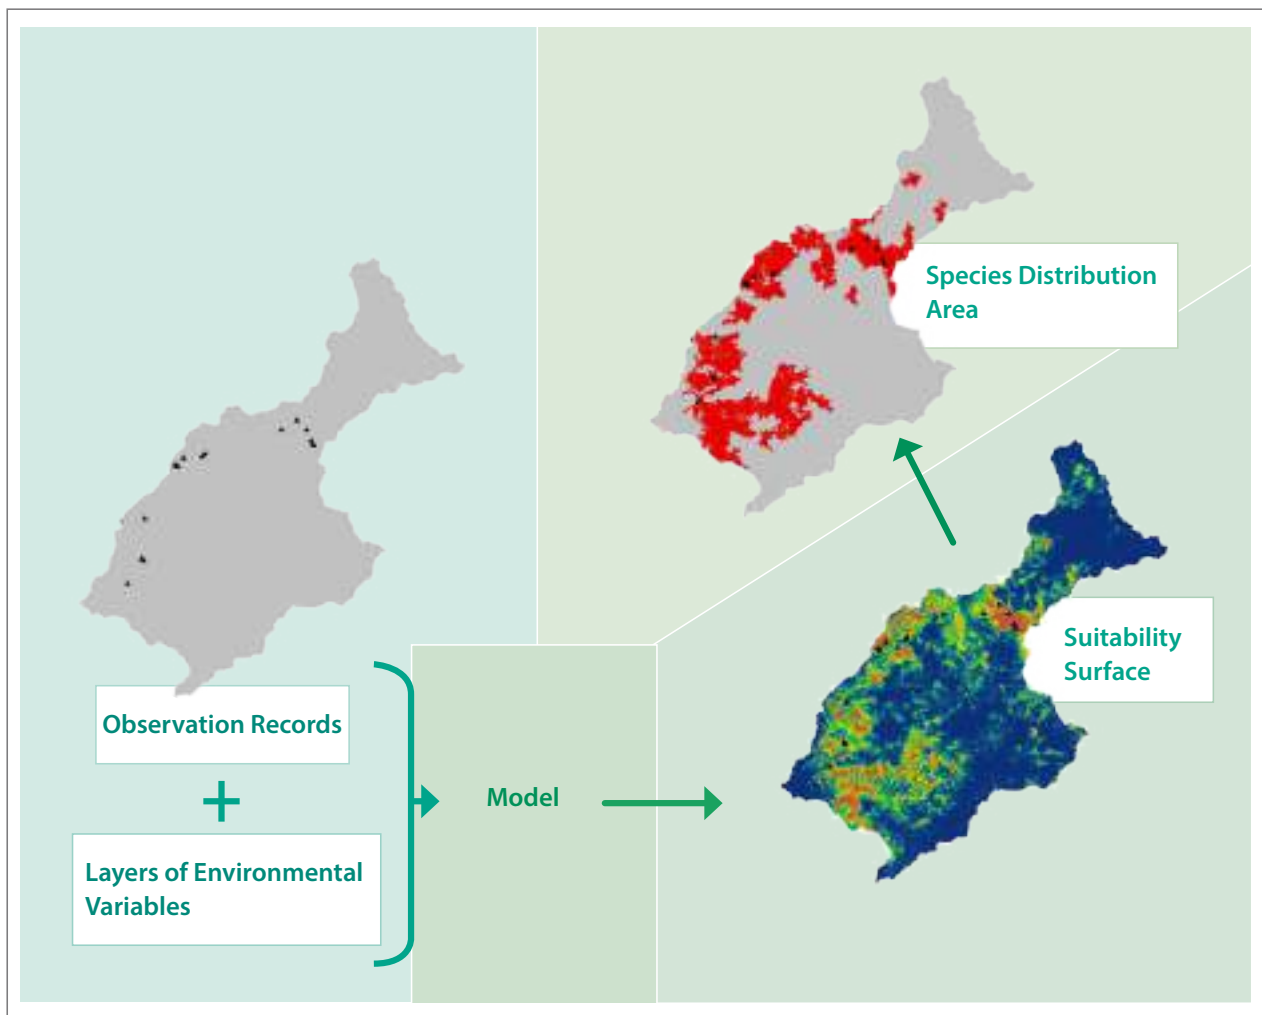 Species Distribution
Area
Suitability
Surface
Observation Records
+
Layers of Environmental
Variables
Model